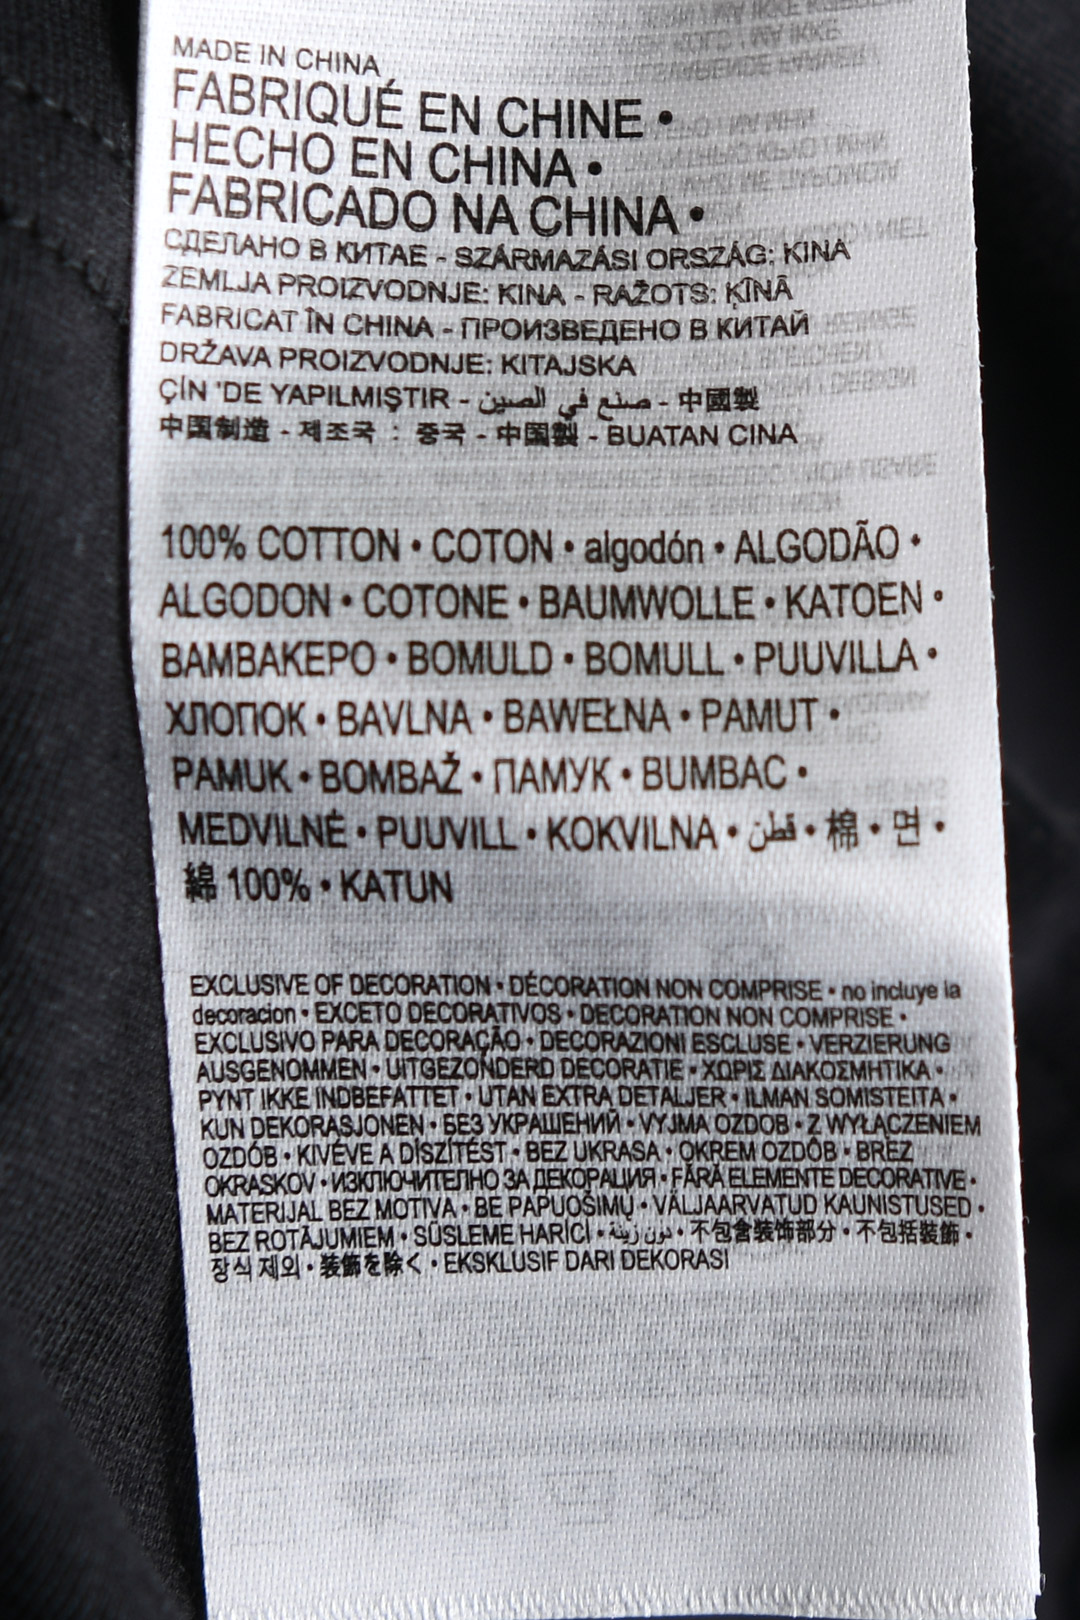 MADE IN CHINA
FABRIQUÉ EN CHINE •
HECHO EN CHINA •
FABRICADO NA CHINA •
СДЕЛАНО В КИТАЕ - SZÁRMAZÁSI ORSZÁG: KINA
ZEMLJA PROIZVODNJE: KINA - RAŽOTS: ĶĪNĀ
FABRICAT ÎN CHINA - ПРОИЗВЕДЕНО В КИТАЙ
DRŽAVA PROIZVODNJE: KITAJSKA
ÇİN 'DE YAPILMIŞTIR - صنع في الصين - 中國製
中国制造 - 제조국 : 중국 - 中国製 - BUATAN CINA
100% COTTON • COTON • algodón • ALGODÃO •
ALGODON • COTONE • BAUMWOLLE • KATOEN •
ΒΑΜΒΑΚΕΡΟ • BOMULD • BOMULL • PUUVILLA •
ХЛОПОК • BAVLNA • BAWEŁNA • PAMUT •
PAMUK • BOMBAŽ • ПАМУК • BUMBAC •
MEDVILNĖ • PUUVILL • KOKVILNA • قطن • 棉 • 면 •
綿 100% • KATUN
EXCLUSIVE OF DECORATION • DÉCORATION NON COMPRISE • no incluye la
decoracion • EXCETO DECORATIVOS • DECORATION NON COMPRISE •
EXCLUSIVO PARA DECORAÇÃO • DECORAZIONI ESCLUSE • VERZIERUNG
AUSGENOMMEN • UITGEZONDERD DECORATIE • ΧΩΡΙΣ ΔΙΑΚΟΣΜΗΤΙΚΑ •
PYNT IKKE INDBEFATTET • UTAN EXTRA DETALJER • ILMAN SOMISTEITA •
KUN DEKORASJONEN • БЕЗ УКРАШЕНИЙ • VYJMA OZDOB • Z WYŁĄCZENIEM
OZDÓB • KIVÉVE A DÍSZÍTÉST • BEZ UKRASA • OKREM OZDÔB • BREZ
OKRASKOV • ИЗКЛЮЧИТЕЛНО ЗА ДЕКОРАЦИЯ • FĂRĂ ELEMENTE DECORATIVE •
MATERIJAL BEZ MOTIVA • BE PAPUOŠIMŲ • VÄLJAARVATUD KAUNISTUSED •
BEZ ROTĀJUMIEM • SÜSLEME HARİCİ • دون زينة • 不包含装饰部分 • 不包括裝飾 •
장식 제외 • 装飾を除く • EKSKLUSIF DARI DEKORASI